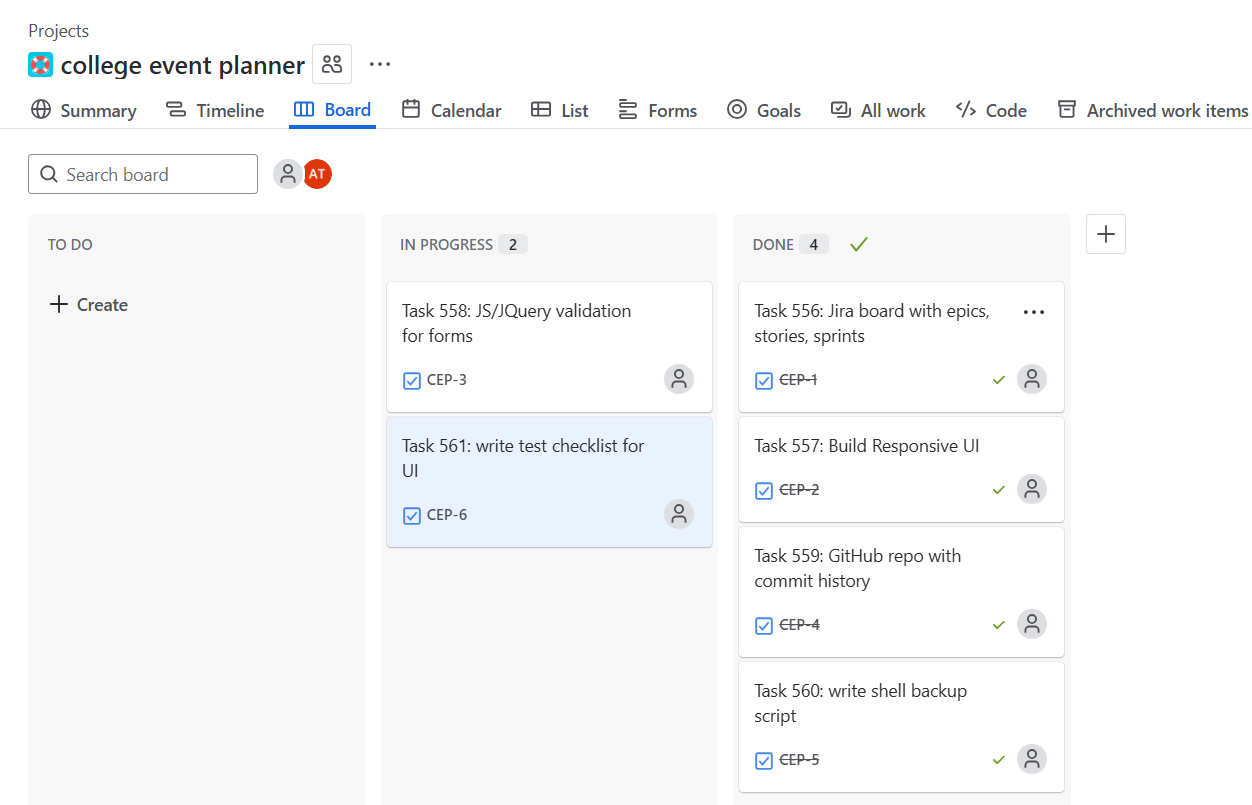 Projects
college event planner
Summary Timeline Board Calendar List Forms Goals All work Code Archived work items
Search board
AT
TO DO
Create
IN PROGRESS 2
Task 558: JS/JQuery validation
for forms
CEP-3
Task 561: write test checklist for
UI
CEP-6
DONE 4
Task 556: Jira board with epics,
stories, sprints
CEP-1
Task 557: Build Responsive UI
CEP-2
Task 559: GitHub repo with
commit history
CEP-4
Task 560: write shell backup
script
CEP-5